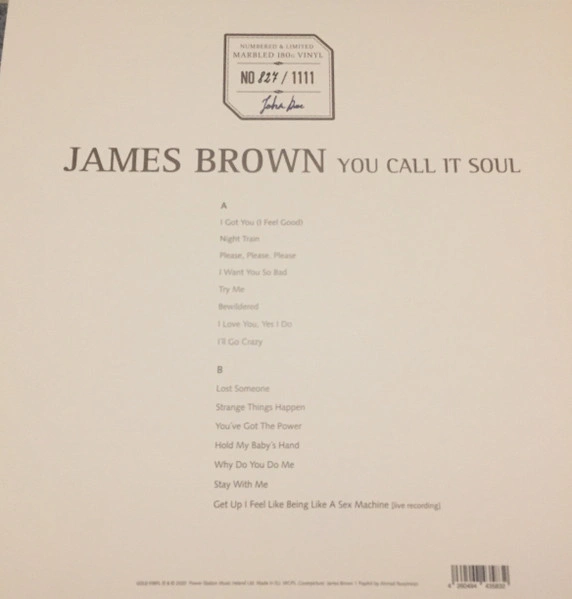 NUMBERED & LIMITED
MARBLED 180G VINYL
NO 827 / 1111
John Doe
JAMES BROWN YOU CALL IT SOUL
A
I Got You (I Feel Good)
Night Train
Please, Please, Please
I Want You So Bad
Try Me
Bewildered
I Love You, Yes I Do
I'll Go Crazy
B
Lost Someone
Strange Things Happen
You've Got The Power
Hold My Baby's Hand
Why Do You Do Me
Stay With Me
Get Up I Feel Like Being Like A Sex Machine (live recording)